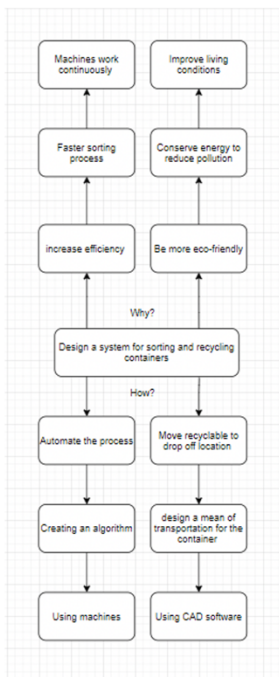 Machines work
continuously
Improve living
conditions
Faster sorting
process
Conserve energy to
reduce pollution
increase efficiency
Be more eco-friendly
Why?
Design a system for sorting and recycling
containers
How?
Automate the process
Move recyclable to
drop off location
Creating an algorithm
design a mean of
transportation for the
container
Using machines
Using CAD software